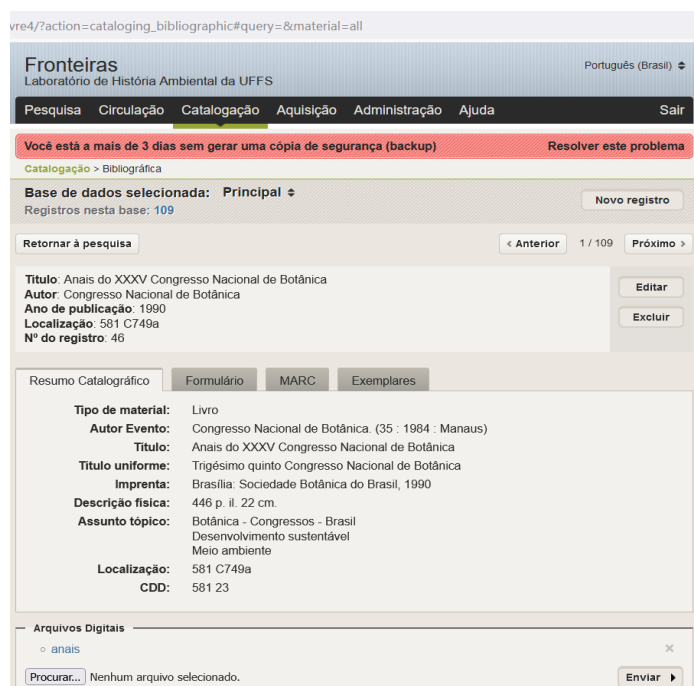 vre4/?action=cataloging_bibliographic#query=&material=all
Fronteiras
Laboratório de História Ambiental da UFFS
Português (Brasil)
Pesquisa Circulação Catalogação Aquisição Administração Ajuda Sair
Você está a mais de 3 dias sem gerar uma cópia de segurança (backup) Resolver este problema
Catalogação > Bibliográfica
Base de dados selecionada: Principal
Registros nesta base: 109
Novo registro
Retornar à pesquisa ‹ Anterior 1 / 109 Próximo ›
Título: Anais do XXXV Congresso Nacional de Botânica
Autor: Congresso Nacional de Botânica
Ano de publicação: 1990
Localização: 581 C749a
Nº do registro: 46
Editar
Excluir
Resumo Catalográfico Formulário MARC Exemplares
Tipo de material: Livro
Autor Evento: Congresso Nacional de Botânica. (35 : 1984 : Manaus)
Título: Anais do XXXV Congresso Nacional de Botânica
Título uniforme: Trigésimo quinto Congresso Nacional de Botânica
Imprenta: Brasília: Sociedade Botânica do Brasil, 1990
Descrição física: 446 p. il. 22 cm.
Assunto tópico: Botânica - Congressos - Brasil
Desenvolvimento sustentável
Meio ambiente
Localização: 581 C749a
CDD: 581 23
Arquivos Digitais
anais ×
Procurar... Nenhum arquivo selecionado. Enviar